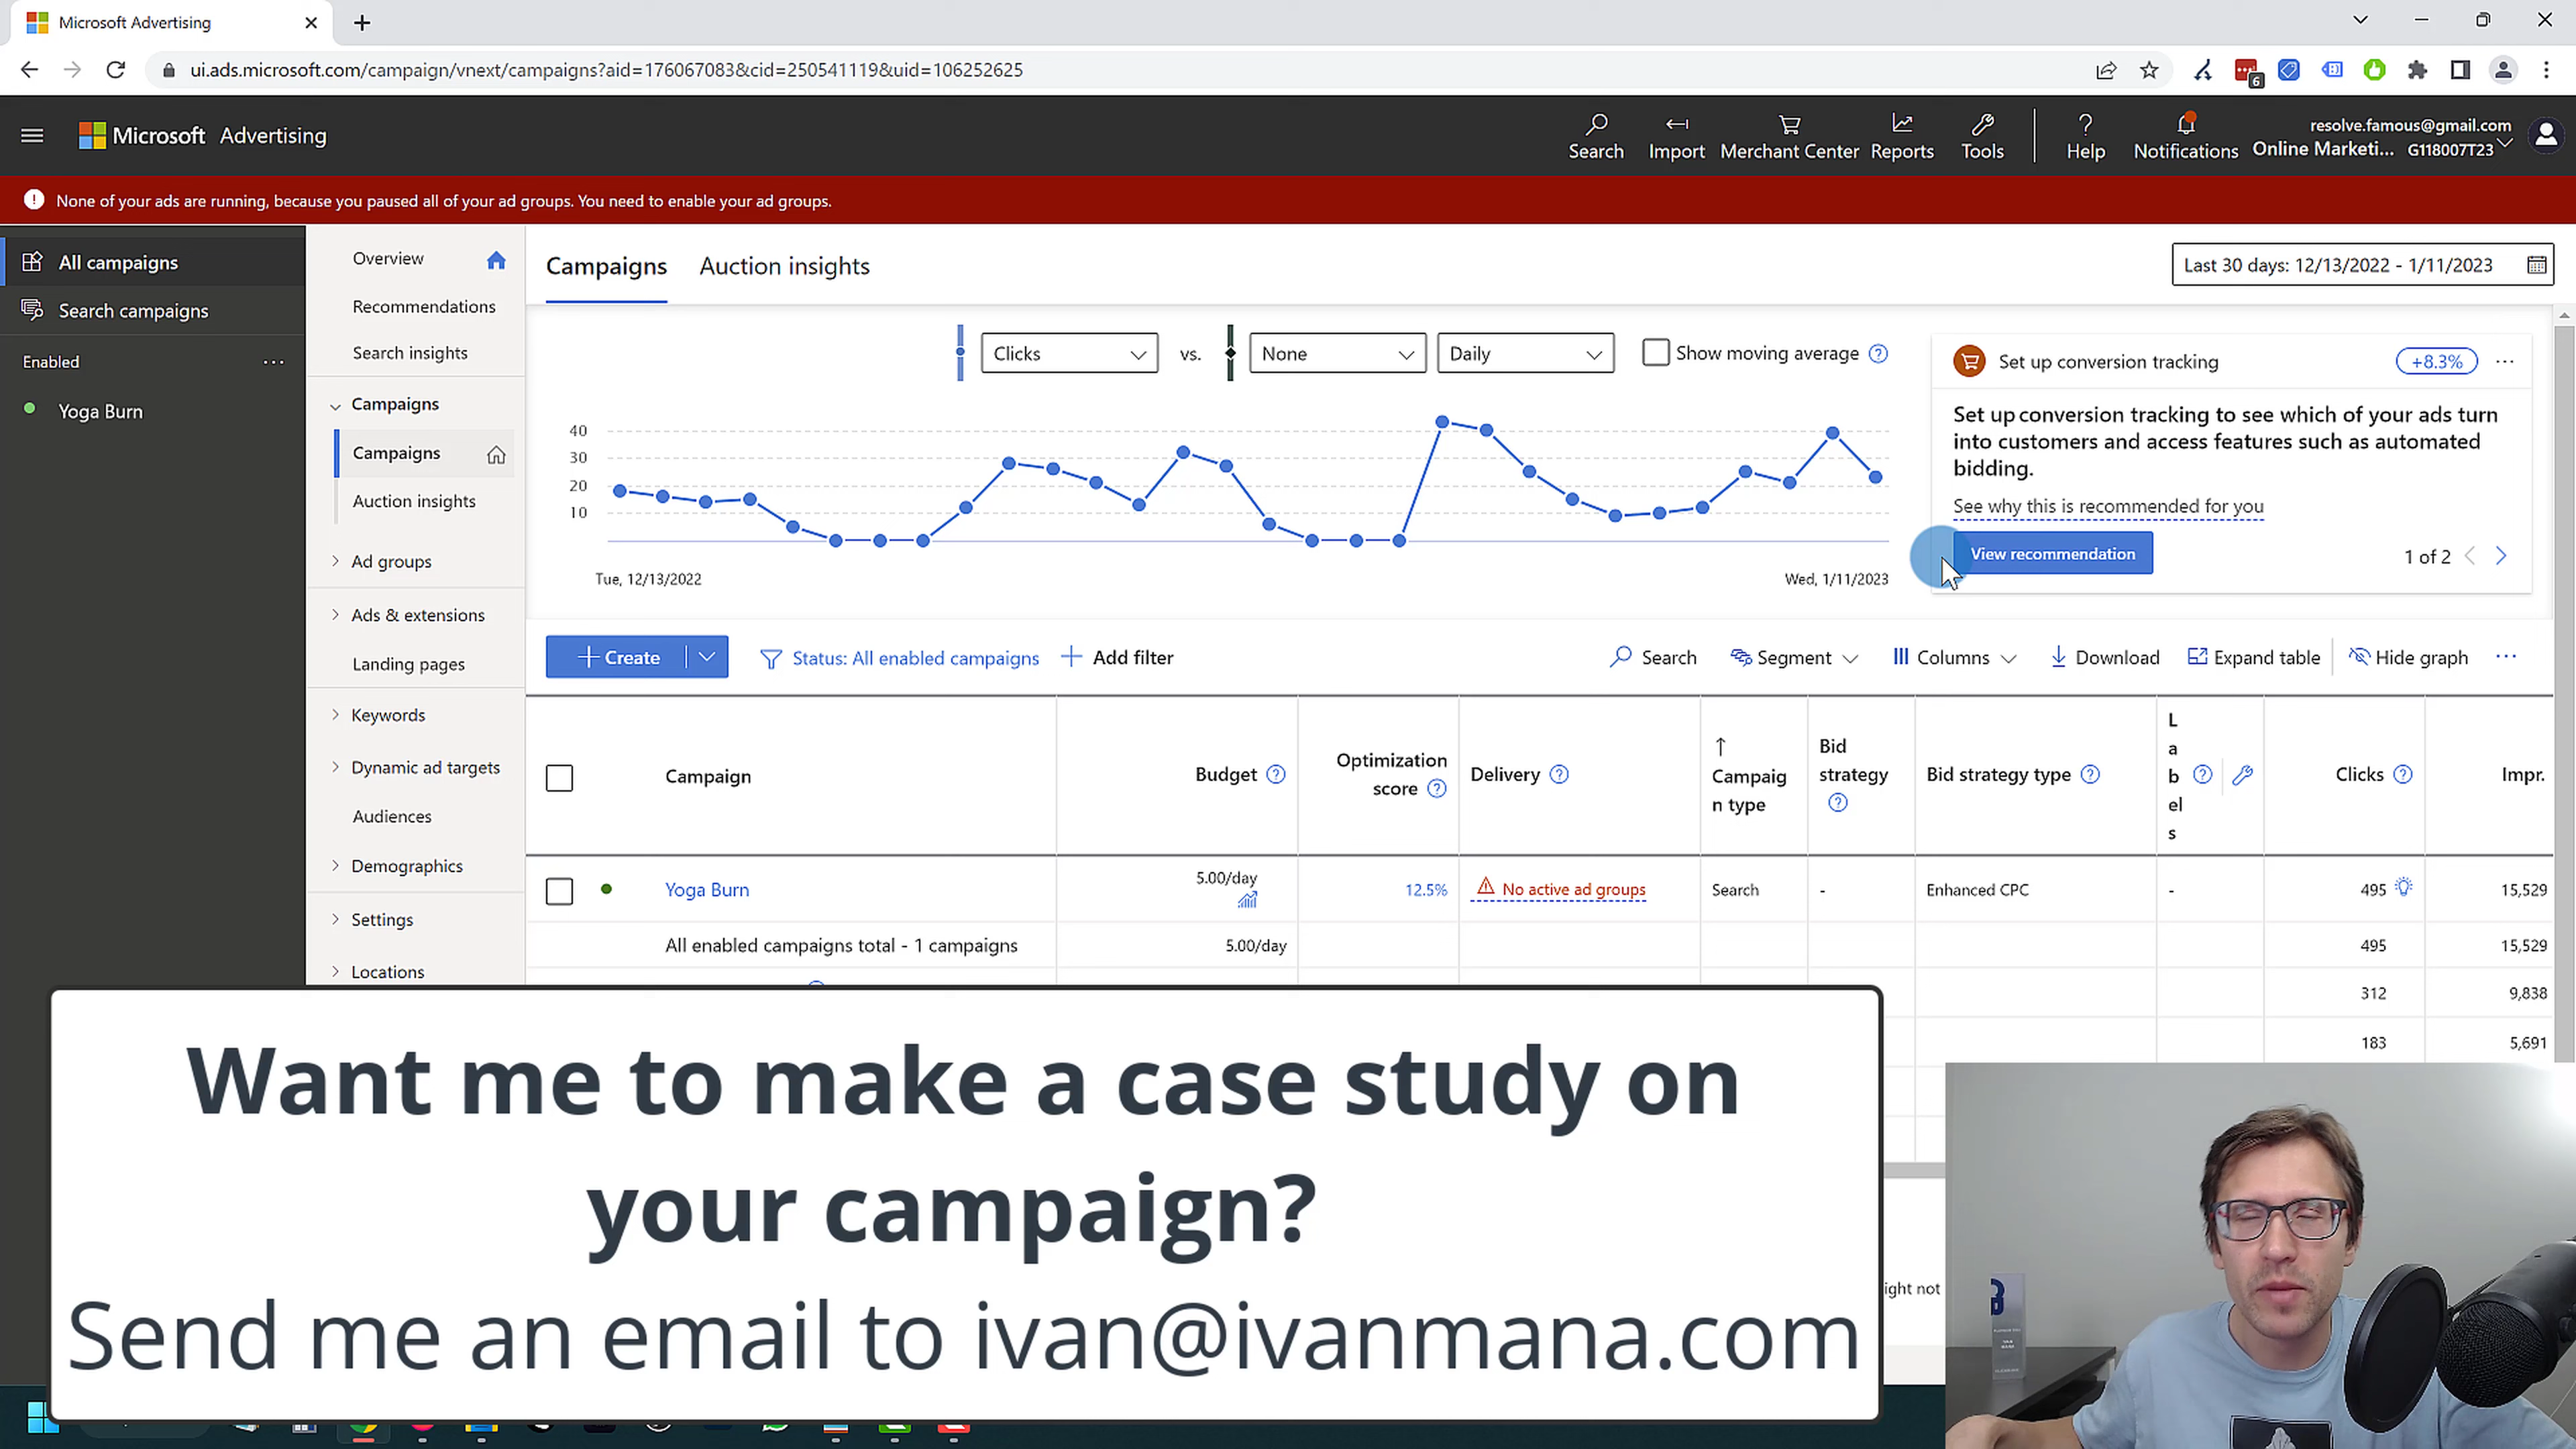 Microsoft Advertising
ui.ads.microsoft.com/campaign/vnext/campaigns?aid=176067083&cid=250541119&uid=106252625
6
Microsoft Advertising
Search
Import
Merchant Center
Reports
Tools
Help
Notifications
resolve.famous@gmail.com
Online Marketi... G118007T23
None of your ads are running, because you paused all of your ad groups. You need to enable your ad groups.
All campaigns
Search campaigns
Enabled
Yoga Burn
Overview
Recommendations
Search insights
Campaigns
Campaigns
Auction insights
Ad groups
Ads & extensions
Landing pages
Keywords
Dynamic ad targets
Audiences
Demographics
Settings
Locations
Campaigns
Auction insights
Last 30 days: 12/13/2022 - 1/11/2023
Clicks
vs.
None
Daily
Show moving average
40
30
20
10
Tue, 12/13/2022
Wed, 1/11/2023
Set up conversion tracking
+8.3%
Set up conversion tracking to see which of your ads turn
into customers and access features such as automated
bidding.
See why this is recommended for you
View recommendation
1 of 2
Create
Status: All enabled campaigns
Add filter
Search
Segment
Columns
Download
Expand table
Hide graph
Campaign
Budget
Optimization
score
Delivery
Campaig
n type
Bid
strategy
Bid strategy type
L
a
b
el
s
Clicks
Impr.
Yoga Burn
5.00/day
12.5%
No active ad groups
Search
-
Enhanced CPC
-
495
15,529
All enabled campaigns total - 1 campaigns
5.00/day
495
15,529
312
9,838
183
5,691
Want me to make a case study on
your campaign?
Send me an email to ivan@ivanmana.com
ight not